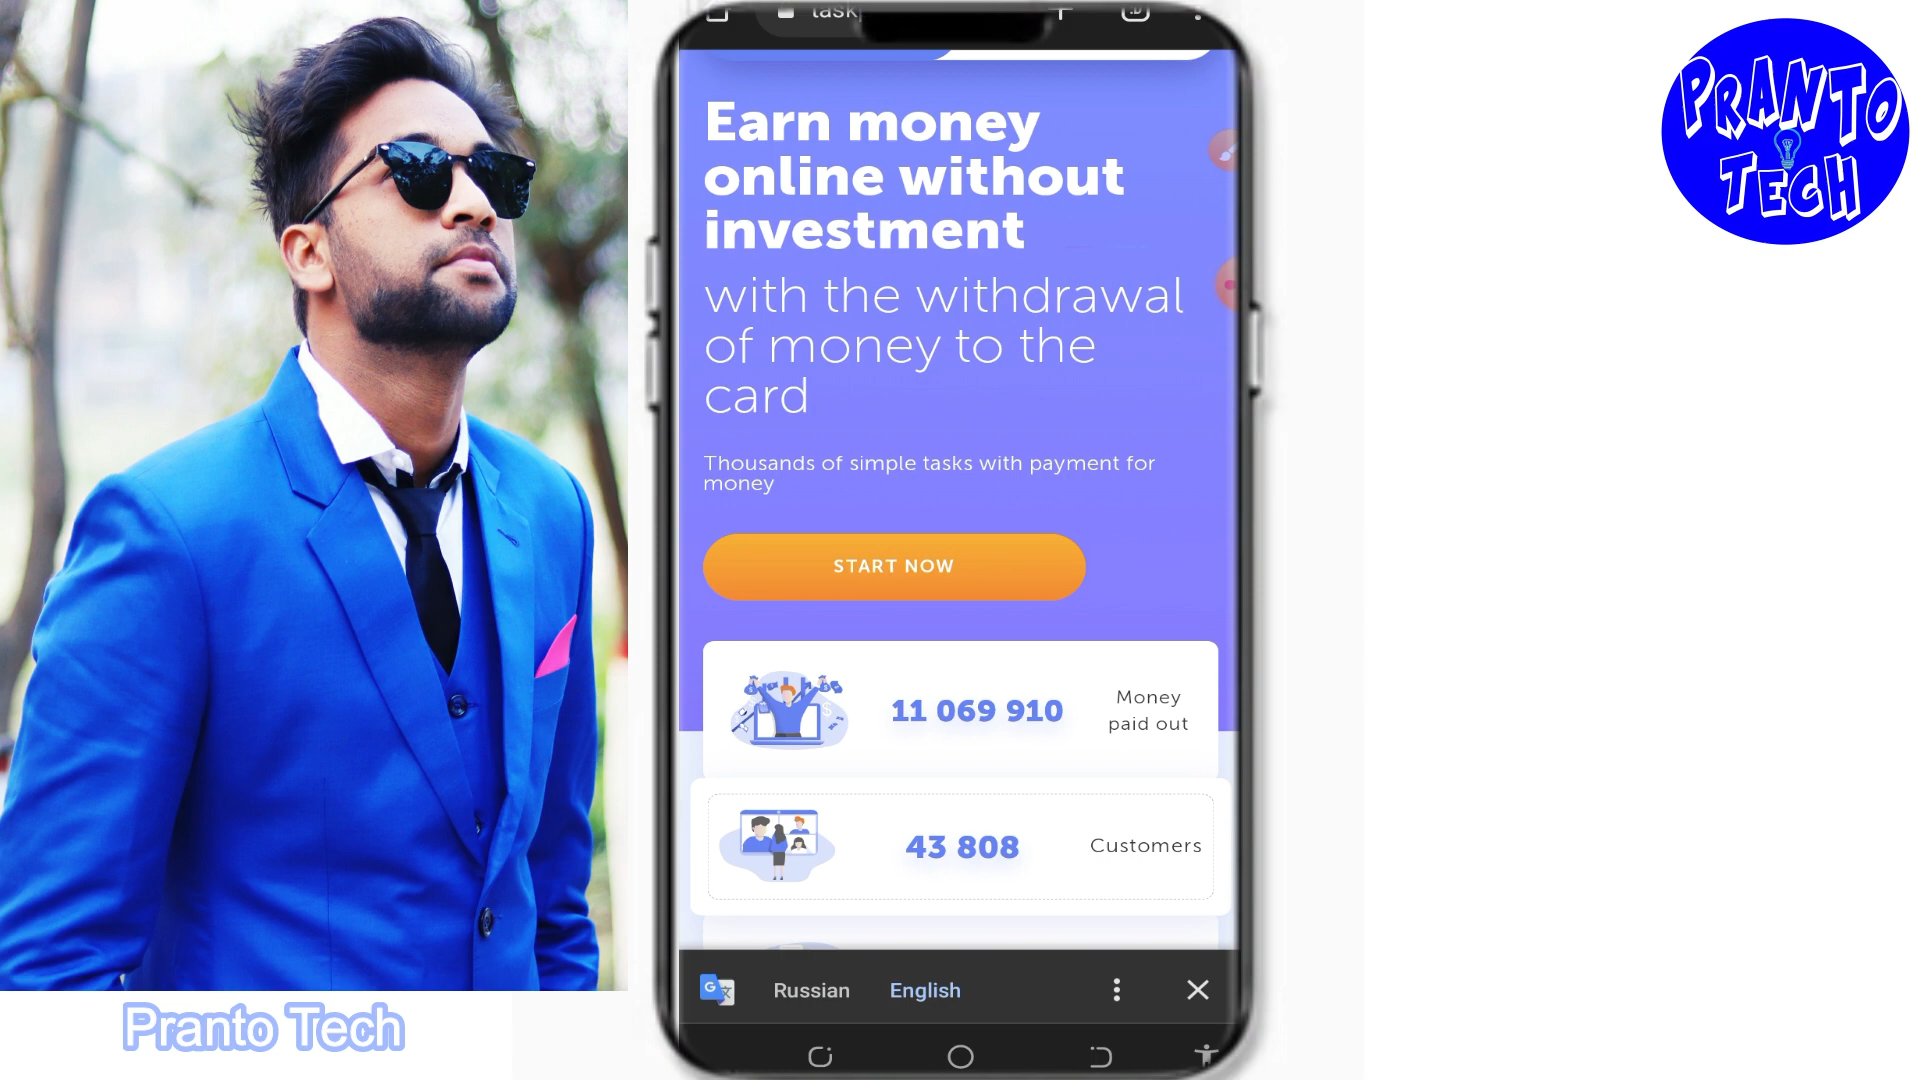 task
Earn money
online without
investment
with the withdrawal
of money to the
card
Thousands of simple tasks with payment for
money
START NOW
11 069 910
Money
paid out
43 808
Customers
Russian
English
Pranto Tech
PRANTO
TECH